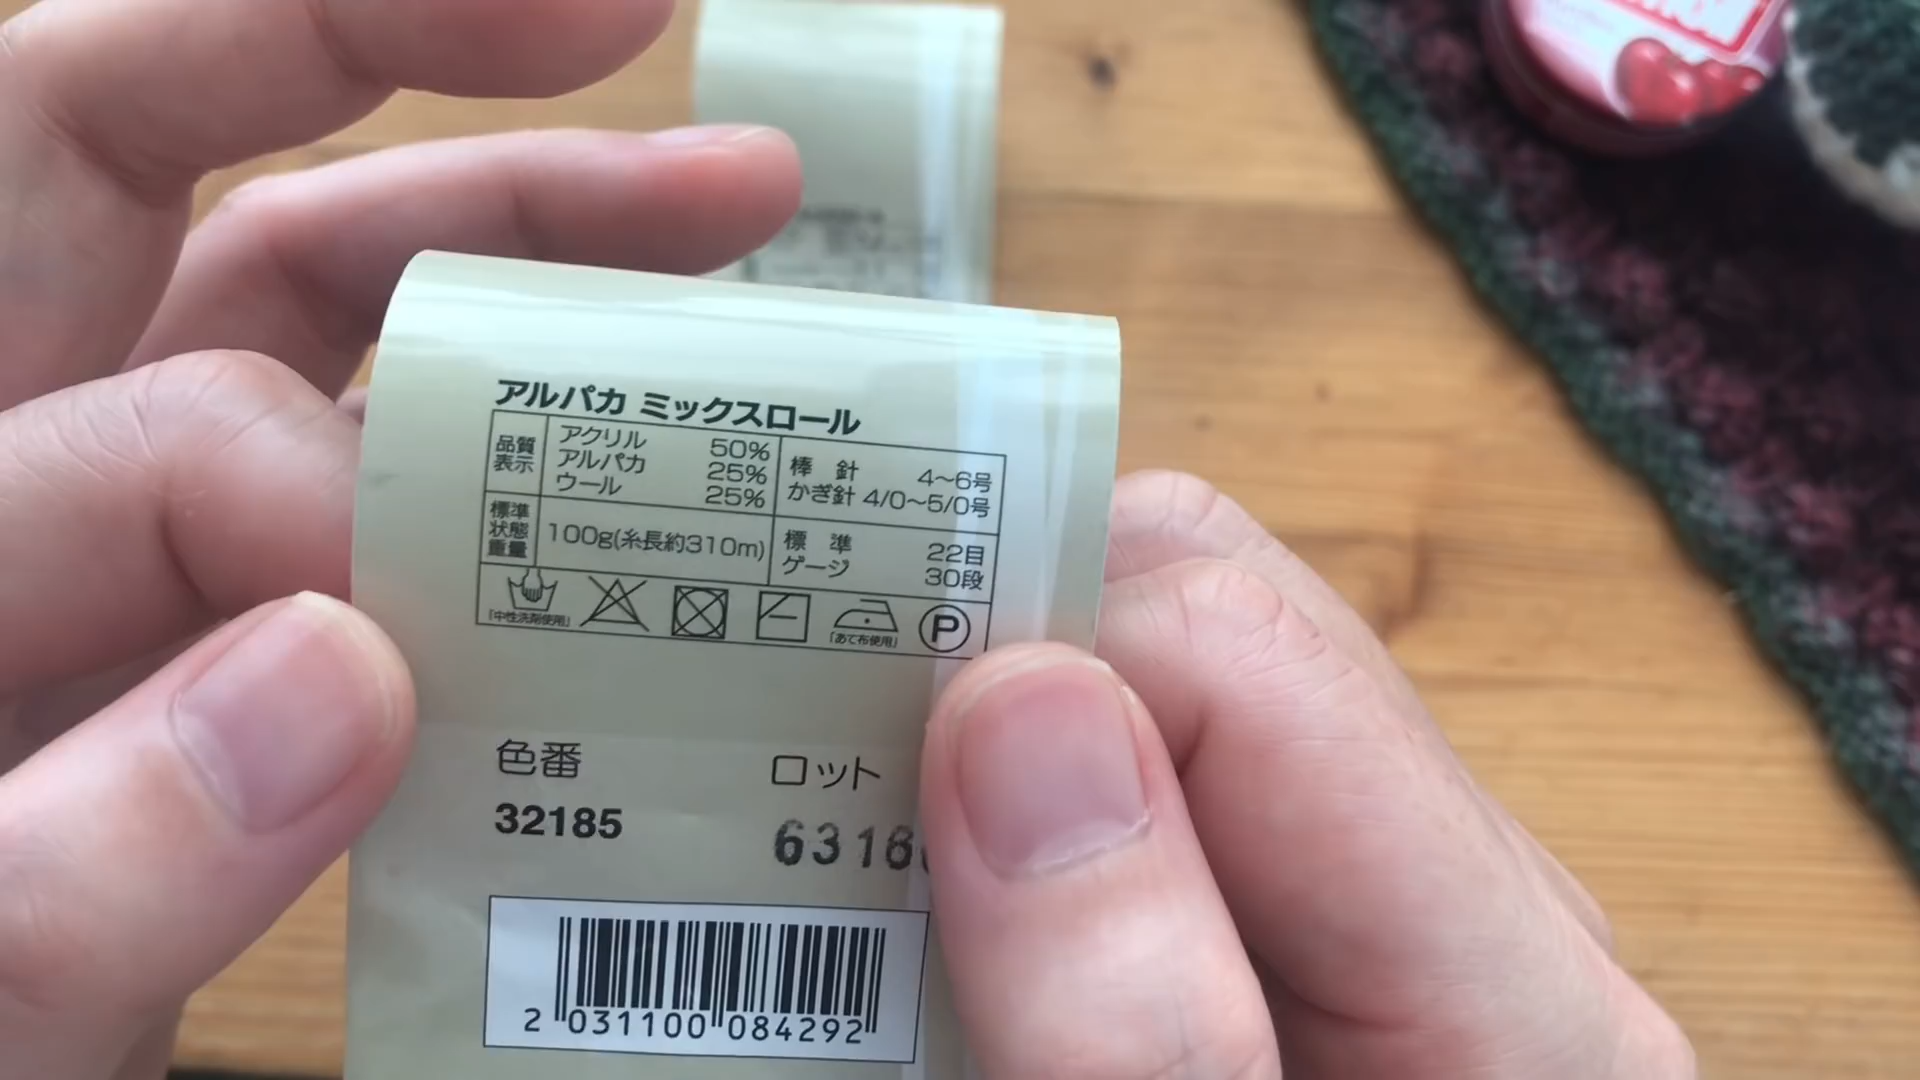 アルパカ ミックスロール
品質
表示
アクリル 50%
アルパカ 25%
ウール 25%
棒 針 4〜6号
かぎ針 4/0〜5/0号
標準
状態
重量
100g(糸長約310m)
標 準 22目
ゲージ 30段
「中性洗剤使用」
「あて布使用」
P
色番 ロット
32185 6318
2 031100 084292